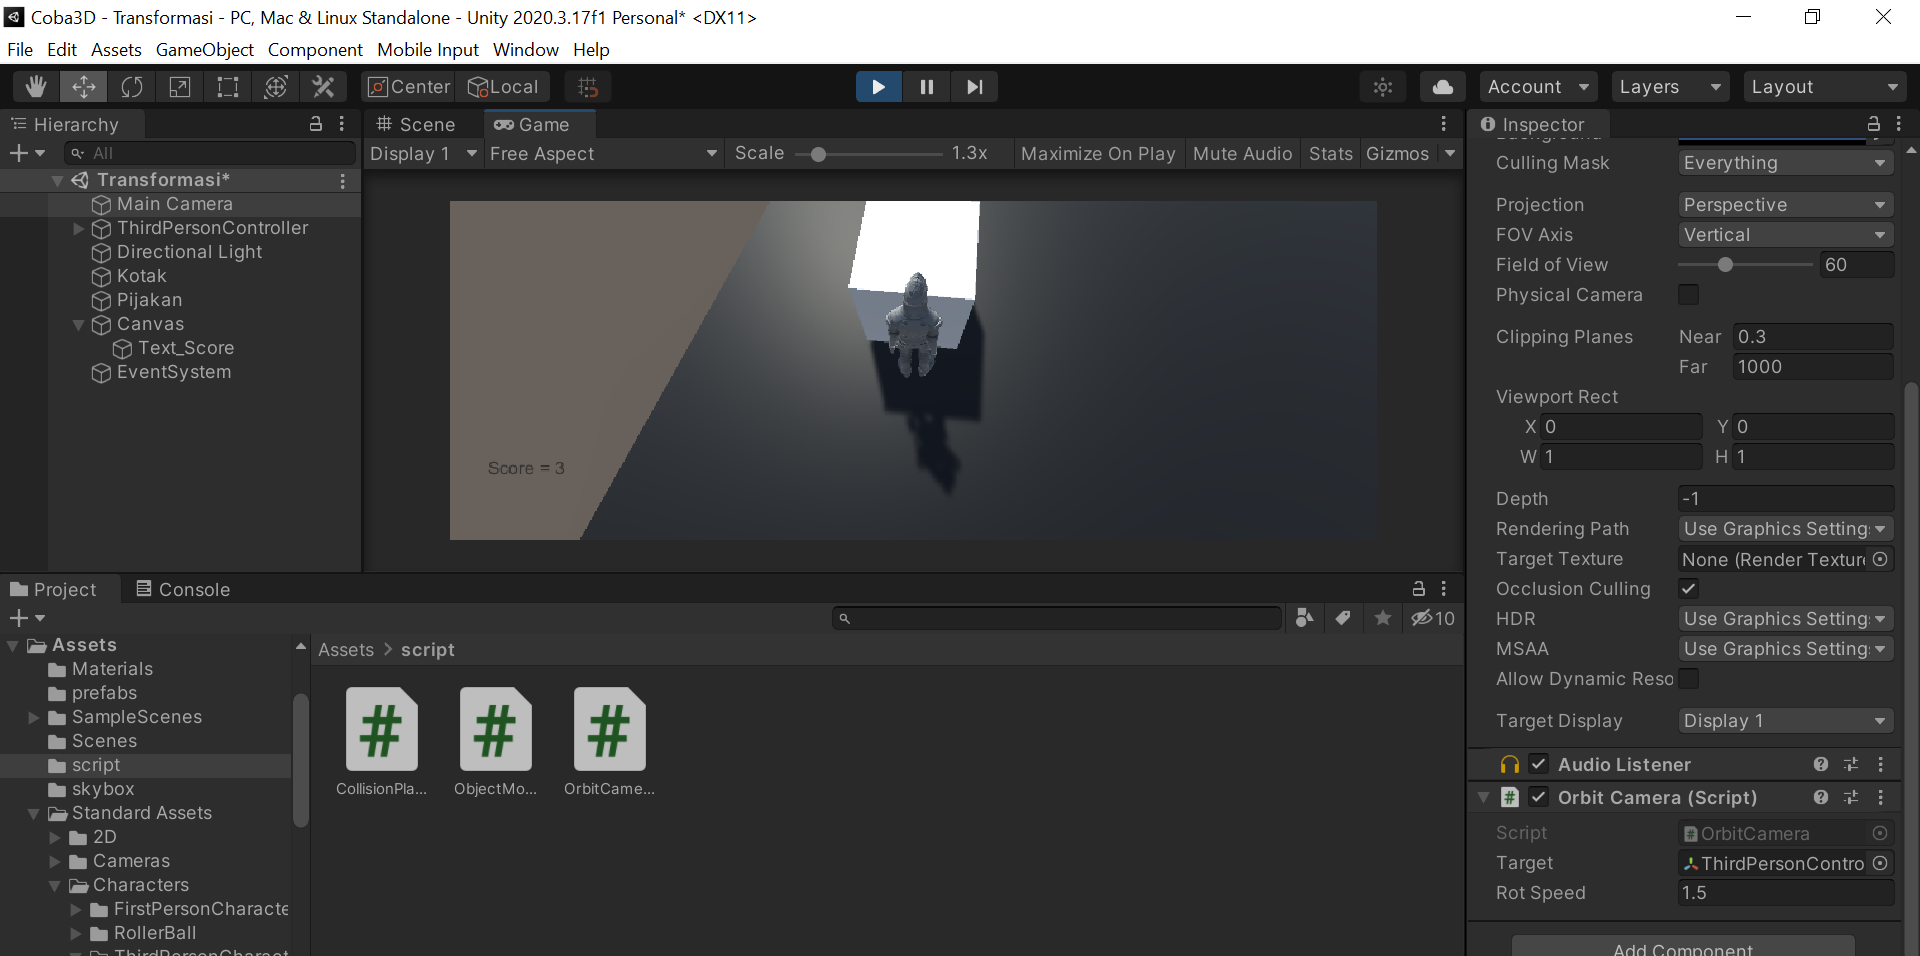 Coba3D - Transformasi - PC, Mac & Linux Standalone - Unity 2020.3.17f1 Personal* <DX11>
File Edit Assets GameObject Component Mobile Input Window Help
Center Local Account Layers Layout
Hierarchy
All
Transformasi*
Main Camera
ThirdPersonController
Directional Light
Kotak
Pijakan
Canvas
Text_Score
EventSystem
Scene Game
Display 1 Free Aspect Scale 1.3x Maximize On Play Mute Audio Stats Gizmos
Score = 3
Inspector
Culling Mask Everything
Projection Perspective
FOV Axis Vertical
Field of View 60
Physical Camera
Clipping Planes Near 0.3
Far 1000
Viewport Rect
X 0 Y 0
W 1 H 1
Depth -1
Rendering Path Use Graphics Setting
Target Texture None (Render Textur
Occlusion Culling
HDR Use Graphics Setting
MSAA Use Graphics Setting
Allow Dynamic Reso
Target Display Display 1
Audio Listener
# Orbit Camera (Script)
Script OrbitCamera
Target ThirdPersonContro
Rot Speed 1.5
Add Component
Project Console
10
Assets
Materials
prefabs
SampleScenes
Scenes
script
skybox
Standard Assets
2D
Cameras
Characters
FirstPersonCharacte
RollerBall
ThirdPersonCharact
Assets > script
# # #
CollisionPla... ObjectMo... OrbitCame...